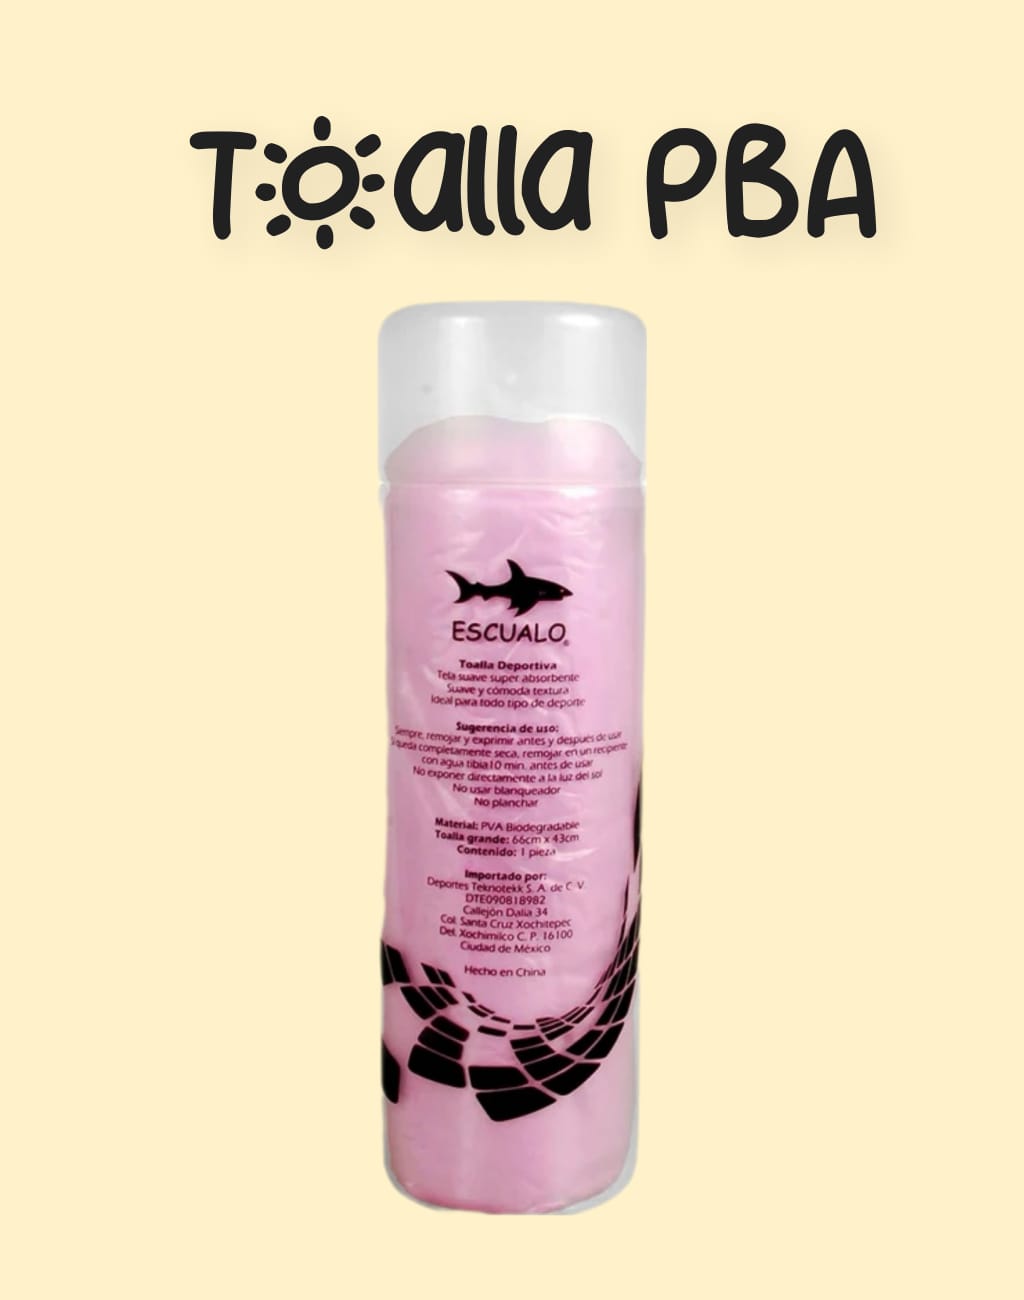 Toalla PBA
ESCUALO®
Toalla Deportiva
Tela suave super absorbente
Suave y cómoda textura
Ideal para todo tipo de deporte
Sugerencia de uso:
Siempre, remojar y exprimir antes y después de usar
Si queda completamente seca, remojar en un recipiente
con agua tibia10 min. antes de usar
No exponer directamente a la luz del sol
No usar blanqueador
No planchar
Material: PVA Biodegradable
Toalla grande: 66cm x 43cm
Contenido: 1 pieza
Importado por:
Deportes Teknotekk S. A. de C. V.
DTE090818982
Callejón Dalia 34
Col. Santa Cruz Xochitepec
Del. Xochimilco C. P. 16100
Ciudad de México
Hecho en China